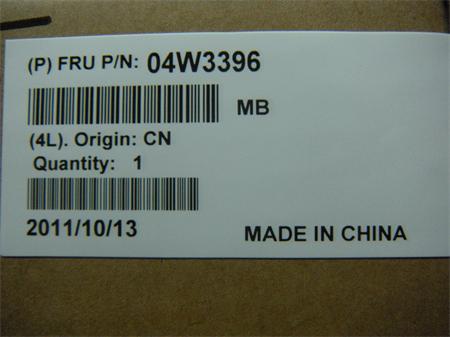 (P) FRU P/N: 04W3396
MB
(4L). Origin: CN
Quantity: 1
2011/10/13
MADE IN CHINA